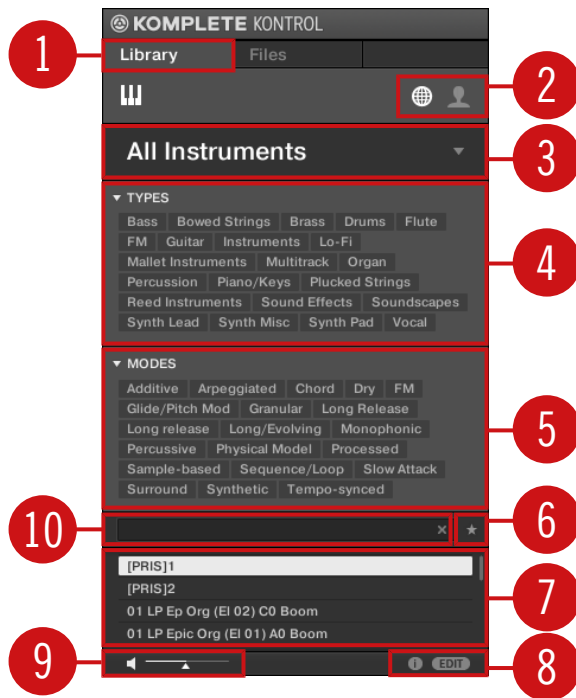 KOMPLETE KONTROL
1
Library Files
2
All Instruments
3
TYPES
Bass Bowed Strings Brass Drums Flute
FM Guitar Instruments Lo-Fi
Mallet Instruments Multitrack Organ
4
Percussion Piano/Keys Plucked Strings
Reed Instruments Sound Effects Soundscapes
Synth Lead Synth Misc Synth Pad Vocal
MODES
Additive Arpeggiated Chord Dry FM
Glide/Pitch Mod Granular Long Release
Long release Long/Evolving Monophonic
5
Percussive Physical Model Processed
Sample-based Sequence/Loop Slow Attack
Surround Synthetic Tempo-synced
10
6
[PRIS]1
[PRIS]2
7
01 LP Ep Org (EI 02) C0 Boom
01 LP Epic Org (EI 01) A0 Boom
9
i EDIT
8